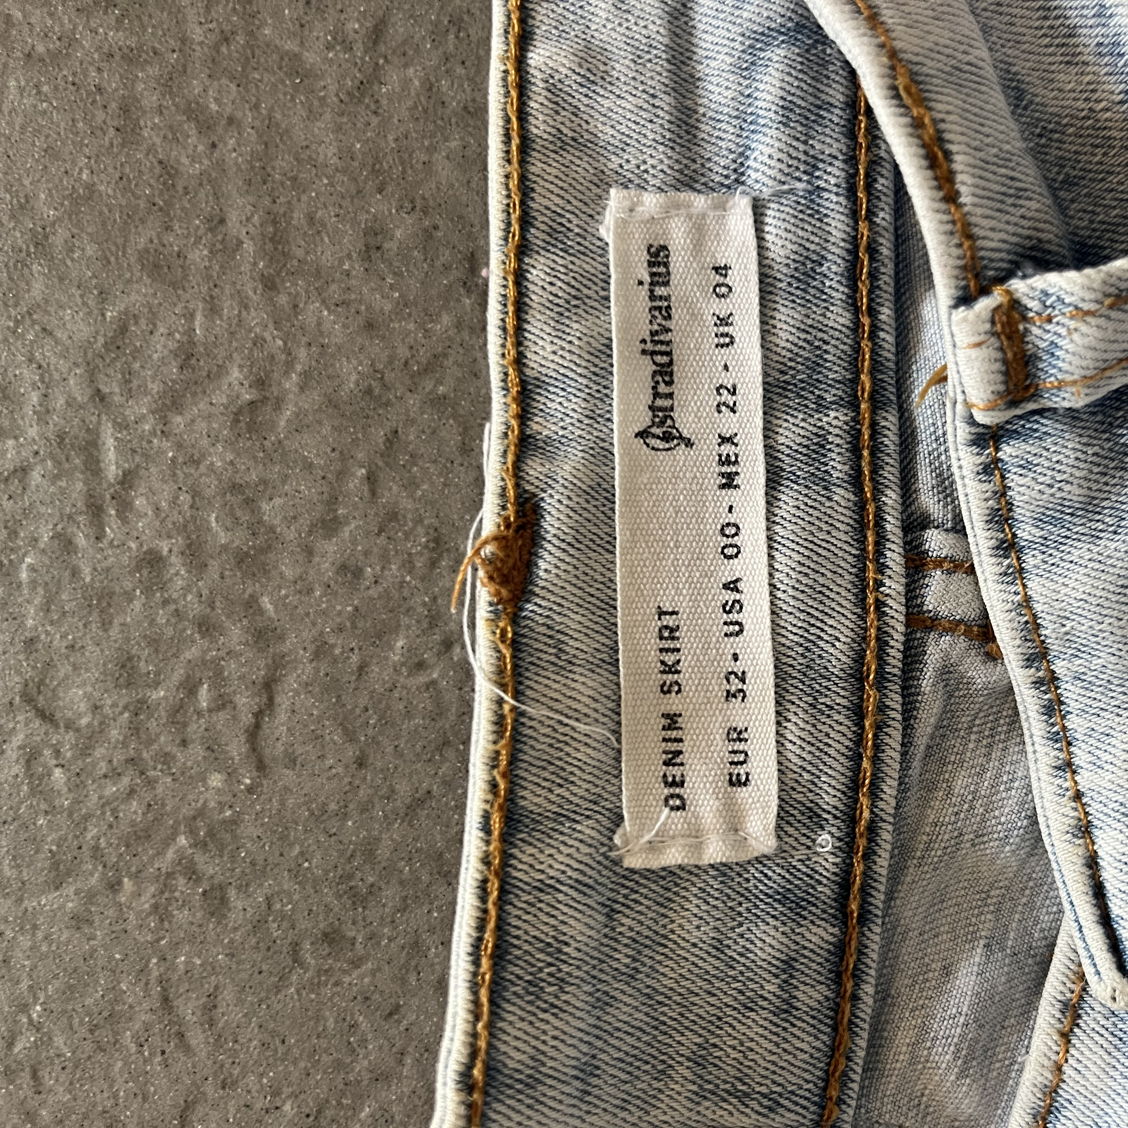 stradivarius
DENIM SKIRT
EUR 32 - USA 00 - MEX 22 - UK 04